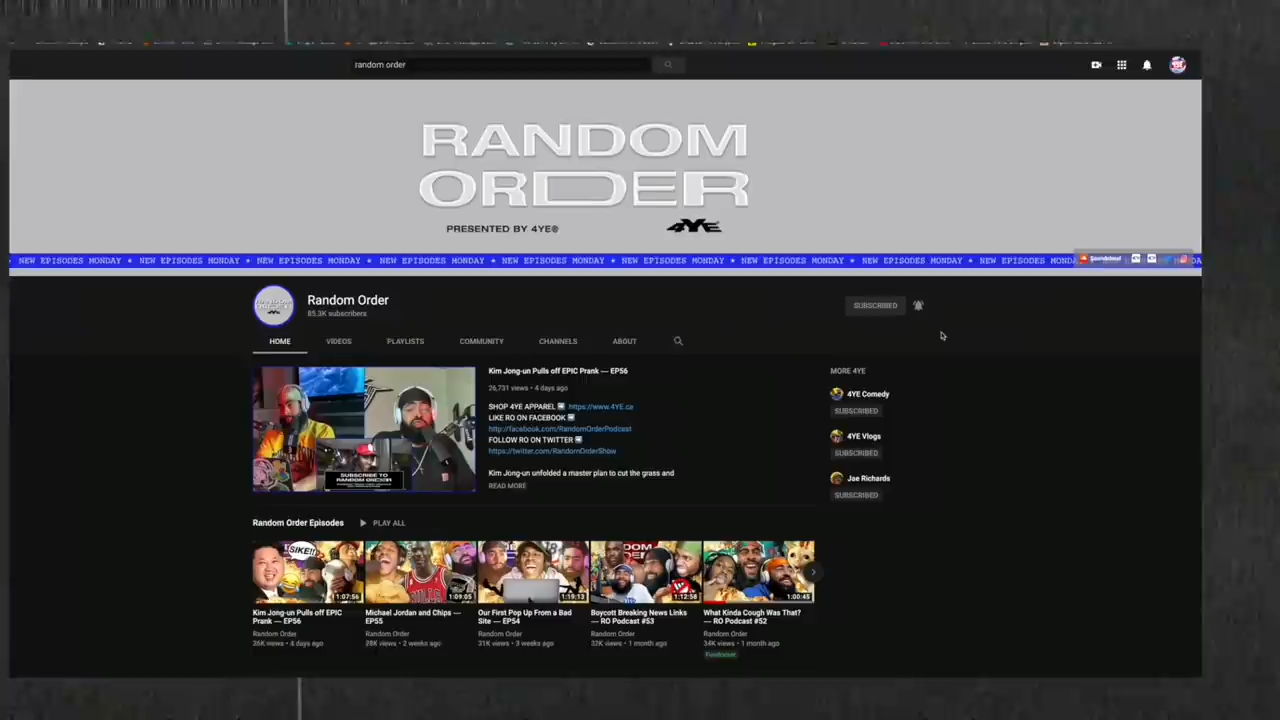 random order
RANDOM
ORDER
PRESENTED BY 4YE®
4YE
NEW EPISODES MONDAY * NEW EPISODES MONDAY * NEW EPISODES MONDAY * NEW EPISODES MONDAY * NEW EPISODES MONDAY * NEW EPISODES MONDAY * NEW EPISODES MONDAY * NEW EPISODES MONDAY * NEW EPISODES MONDA
Soundcloud
Random Order
85.3K subscribers
SUBSCRIBED
HOME VIDEOS PLAYLISTS COMMUNITY CHANNELS ABOUT
Kim Jong-un Pulls off EPIC Prank — EP56
26,731 views • 4 days ago
SHOP 4YE APPAREL ➡ https://www.4YE.ca
LIKE RO ON FACEBOOK ➡
http://facebook.com/RandomOrderPodcast
FOLLOW RO ON TWITTER ➡
https://twitter.com/RandomOrderShow
Kim Jong-un unfolded a master plan to cut the grass and
READ MORE
SUBSCRIBE TO
RANDOM ORDER
MORE 4YE
4YE Comedy
SUBSCRIBED
4YE Vlogs
SUBSCRIBED
Jae Richards
SUBSCRIBED
Random Order Episodes PLAY ALL
SIKE!!
1:07:56
1:09:05
1:19:13
1:12:58
1:00:45
Kim Jong-un Pulls off EPIC
Prank — EP56
Random Order
26K views • 4 days ago
Michael Jordan and Chips —
EP55
Random Order
28K views • 2 weeks ago
Our First Pop Up From a Bad
Site — EP54
Random Order
31K views • 3 weeks ago
Boycott Breaking News Links
— RO Podcast #53
Random Order
32K views • 1 month ago
What Kinda Cough Was That?
— RO Podcast #52
Random Order
34K views • 1 month ago
Fundraiser